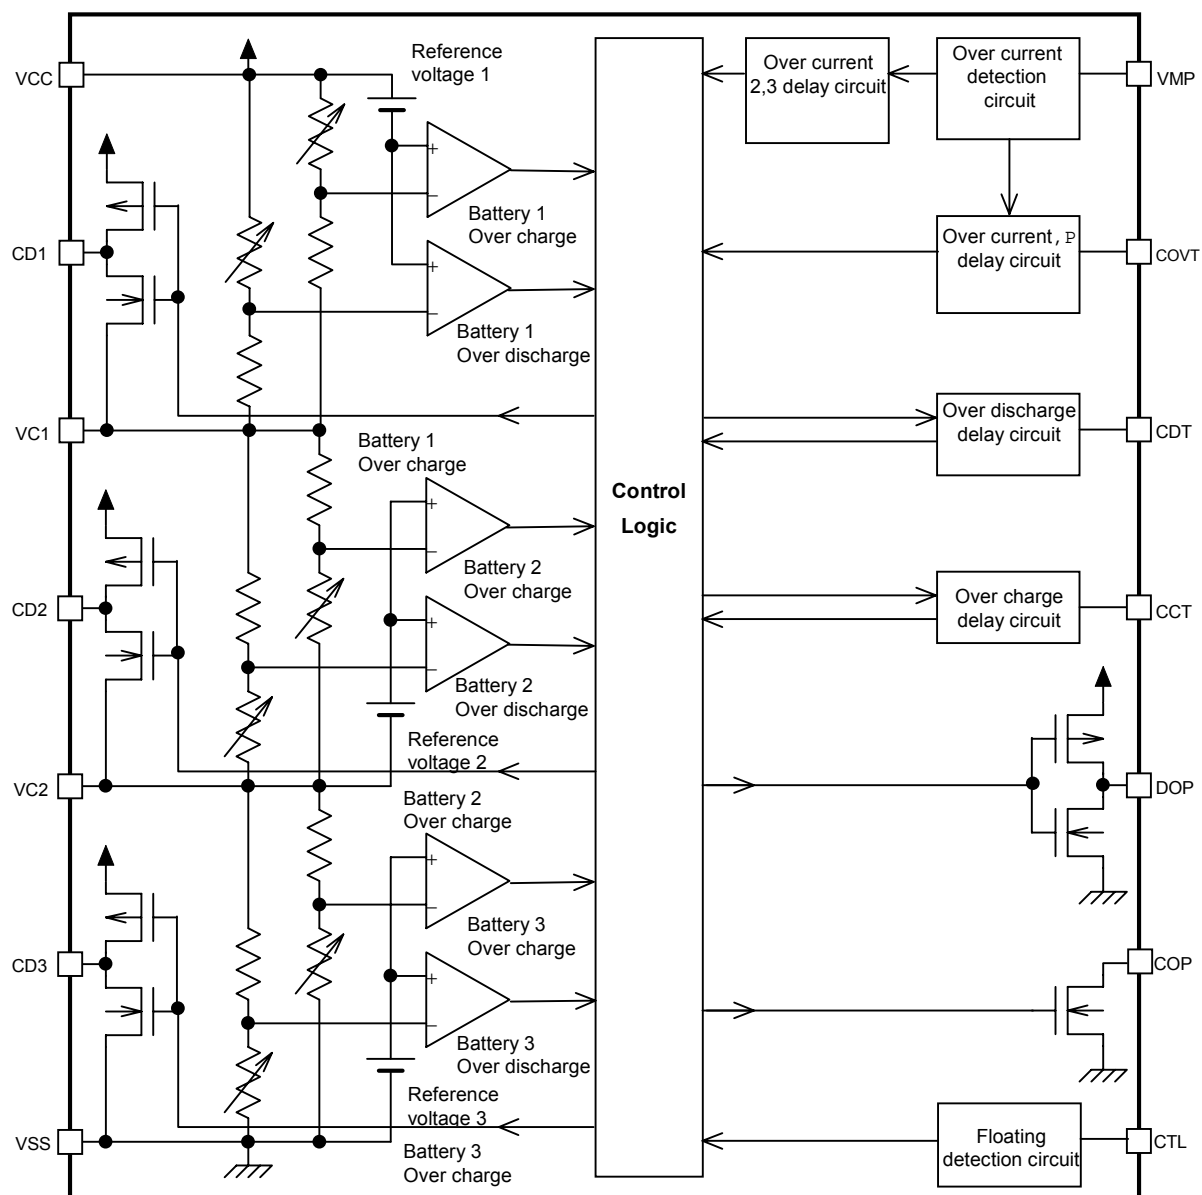 Reference
voltage 1
VCC
Over current
2,3 delay circuit
Over current
detection
circuit
VMP
+
−
Battery 1
Over charge
CD1
+
−
Battery 1
Over discharge
Over current, P
delay circuit
COVT
VC1
Battery 1
Over charge
Over discharge
delay circuit
CDT
Control
Logic
+
−
Battery 2
Over charge
CD2
+
−
Battery 2
Over discharge
Over charge
delay circuit
CCT
Reference
voltage 2
VC2
Battery 2
Over charge
DOP
+
−
Battery 3
Over charge
CD3
+
−
Battery 3
Over discharge
COP
Reference
voltage 3
VSS
Battery 3
Over charge
Floating
detection circuit
CTL